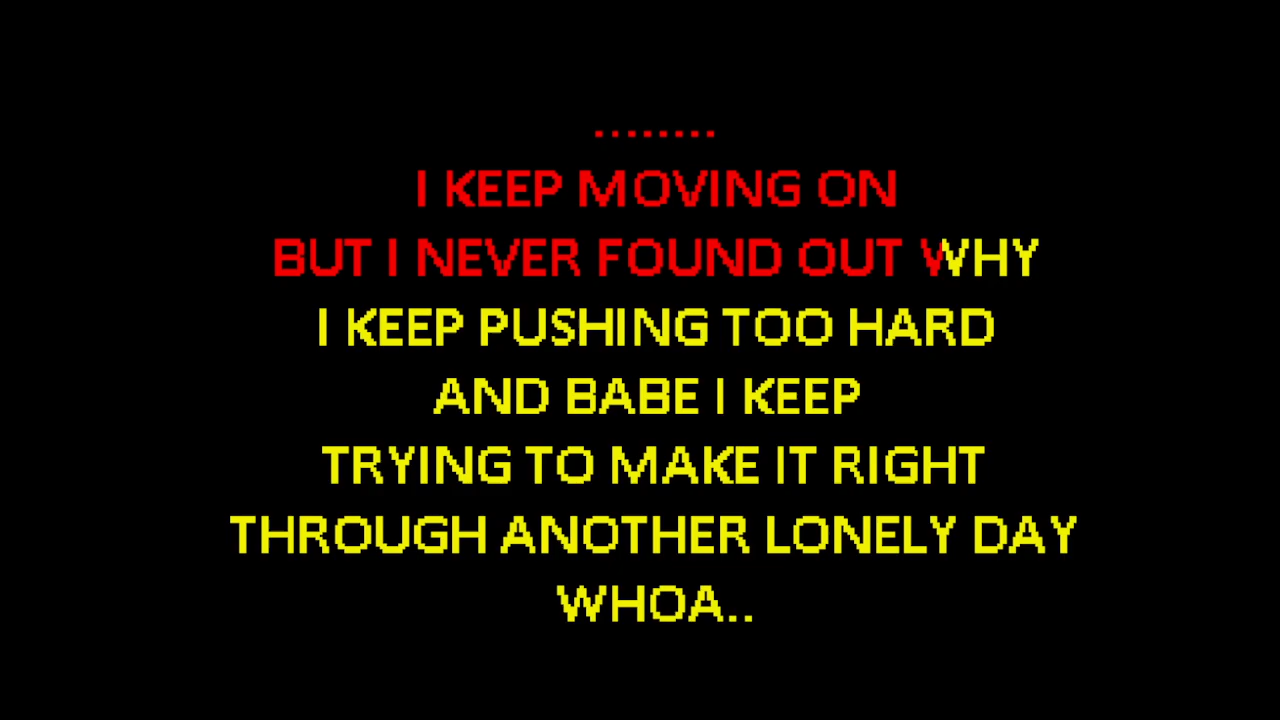 ........
I KEEP MOVING ON
BUT I NEVER FOUND OUT WHY
I KEEP PUSHING TOO HARD
AND BABE I KEEP
TRYING TO MAKE IT RIGHT
THROUGH ANOTHER LONELY DAY
WHOA..